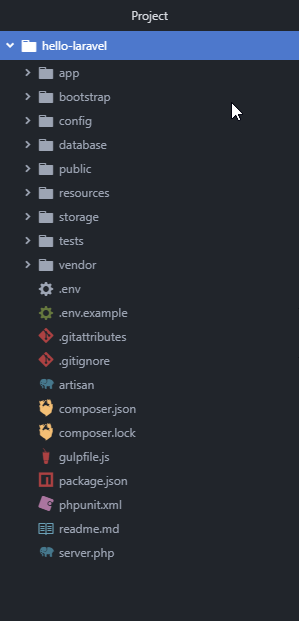 Project
hello-laravel
app
bootstrap
config
database
public
resources
storage
tests
vendor
.env
.env.example
.gitattributes
.gitignore
artisan
composer.json
composer.lock
gulpfile.js
package.json
phpunit.xml
readme.md
server.php